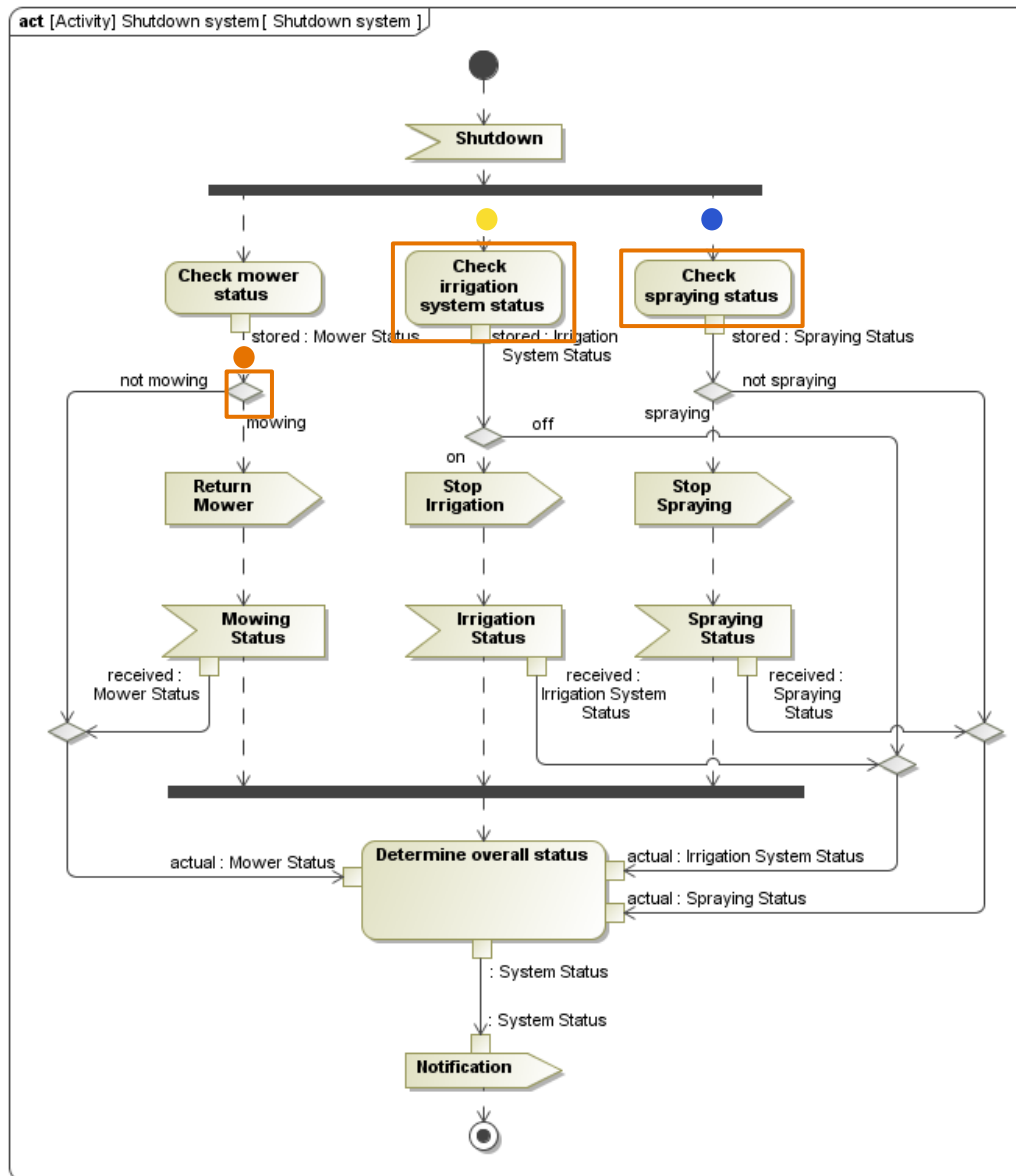 act [Activity] Shutdown system[ Shutdown system ]
Shutdown
Check mower
status
Check
irrigation
system status
Check
spraying status
stored : Mower Status
stored : Irrigation
System Status
stored : Spraying Status
not mowing
mowing
not spraying
spraying
off
on
Return
Mower
Stop
Irrigation
Stop
Spraying
Mowing
Status
Irrigation
Status
Spraying
Status
received :
Mower Status
received :
Irrigation System
Status
received :
Spraying
Status
Determine overall status
actual : Mower Status
actual : Irrigation System Status
actual : Spraying Status
: System Status
: System Status
Notification